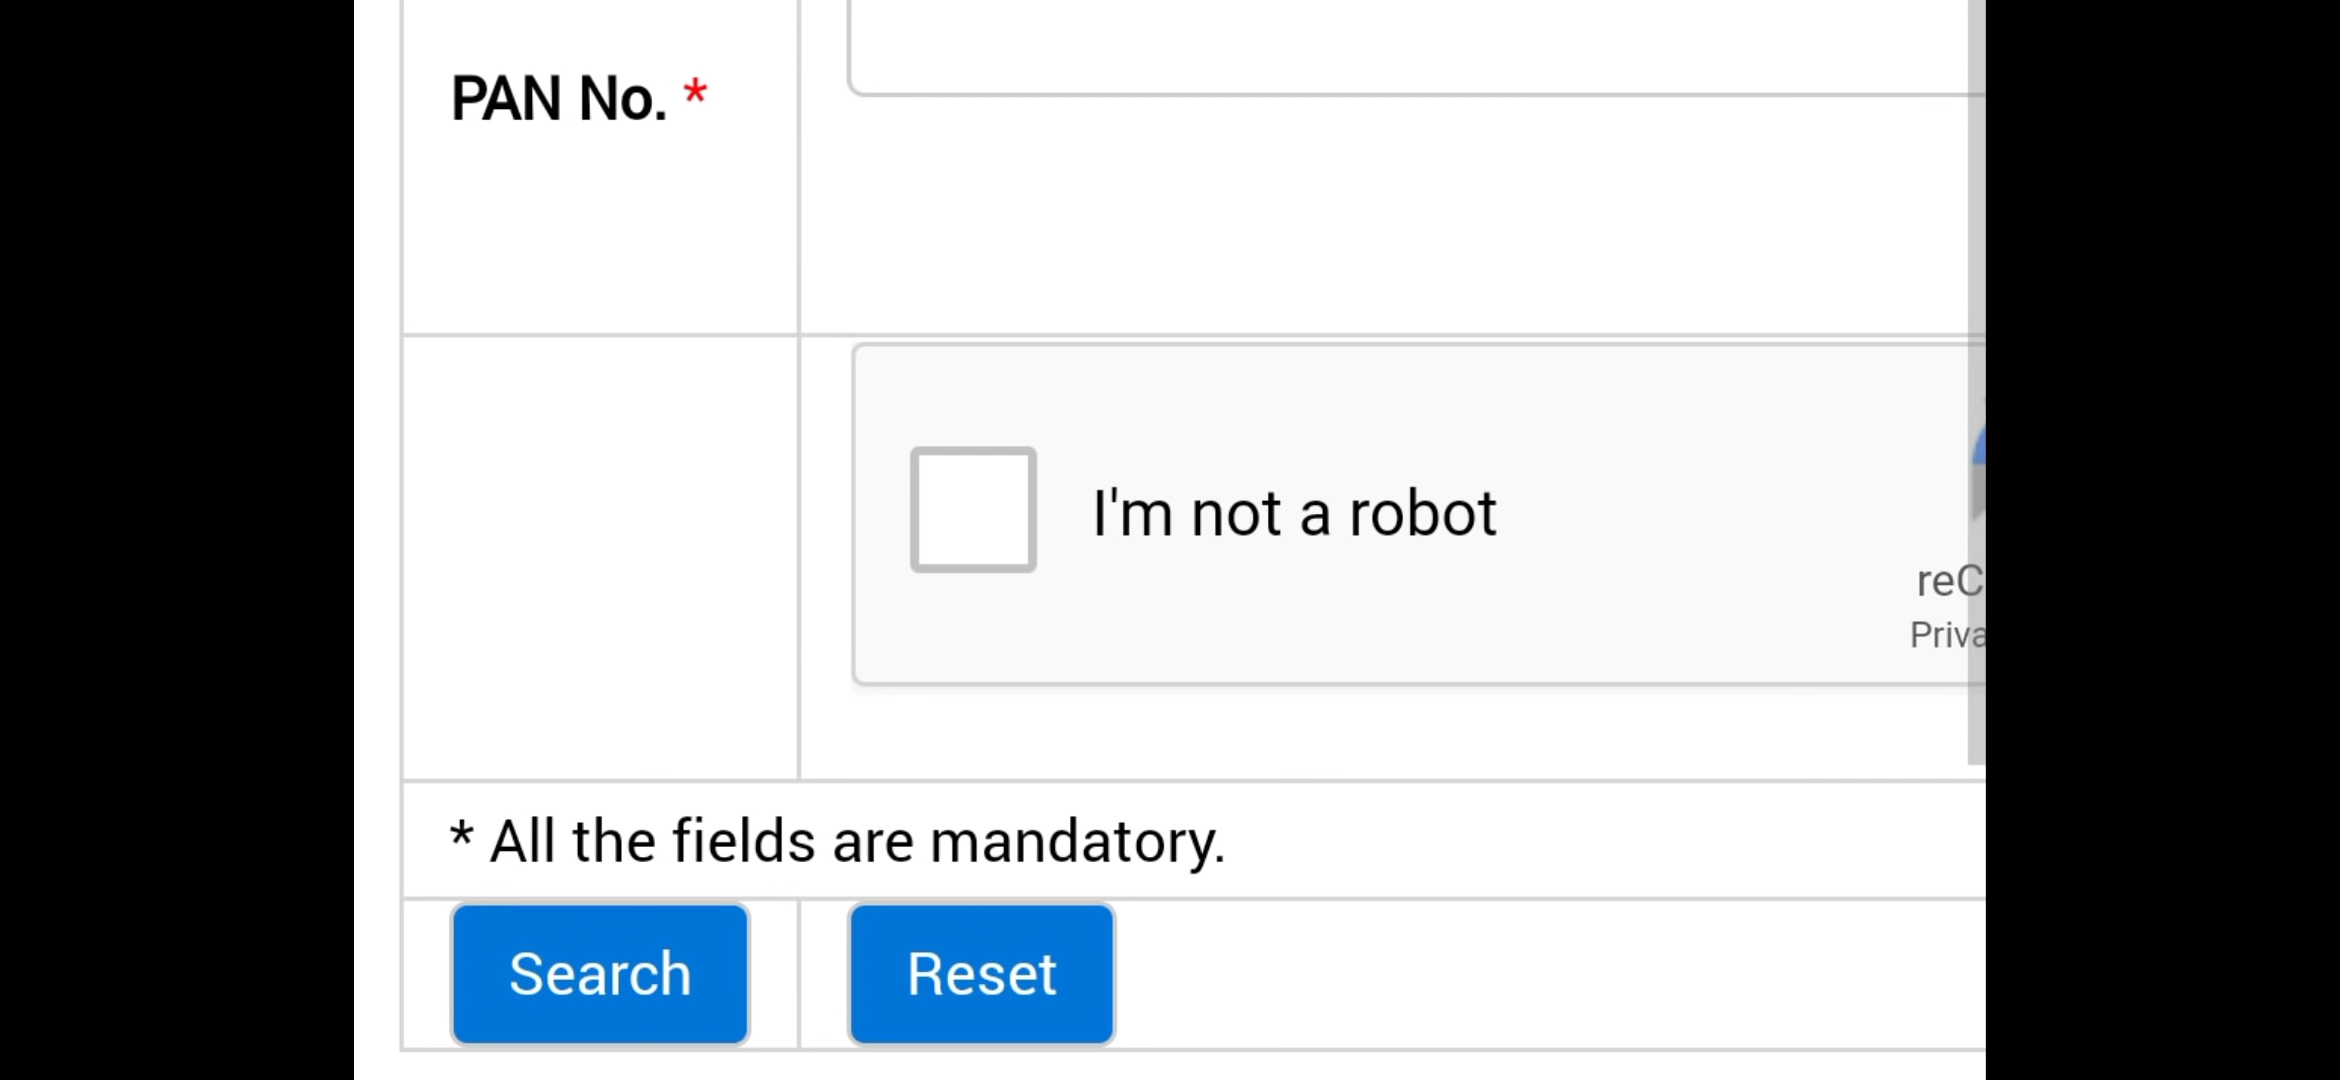 PAN No. *
I'm not a robot
* All the fields are mandatory.
Search
Reset